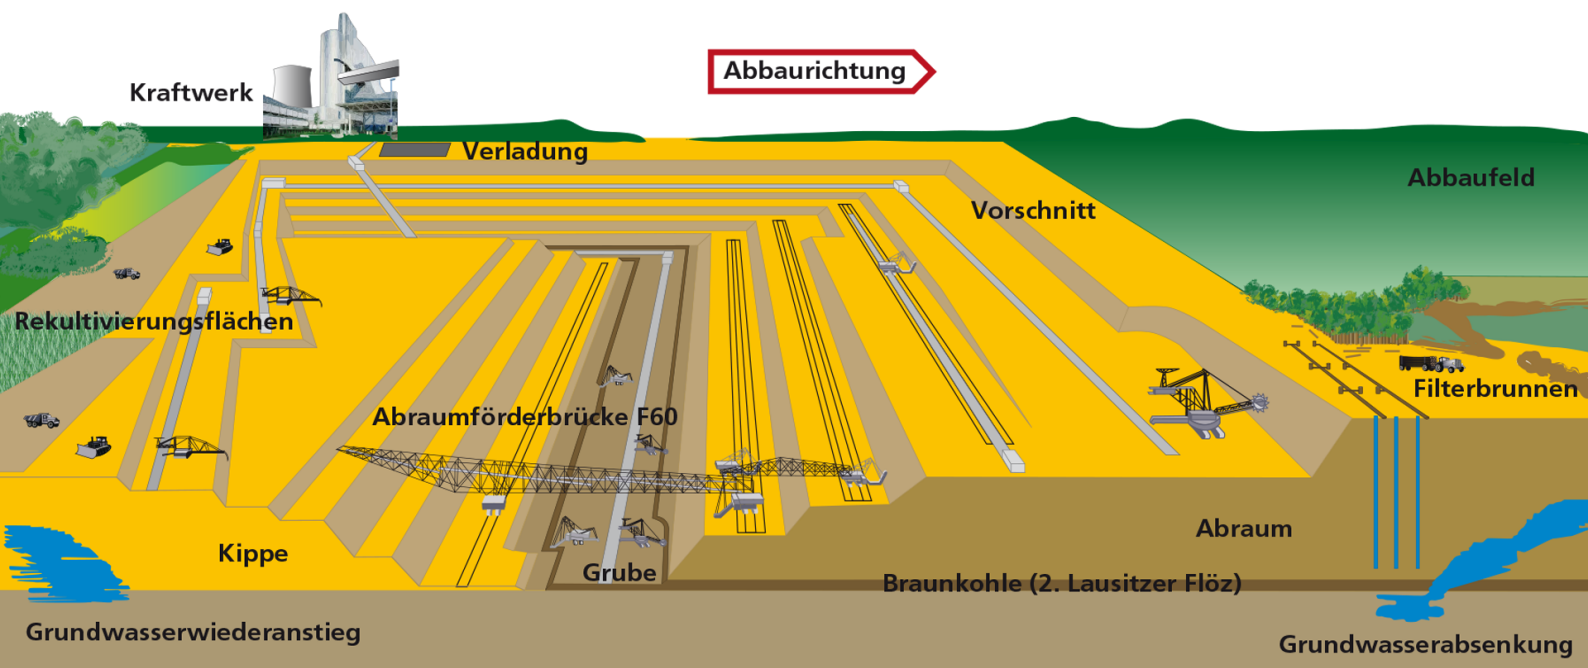 Abbaurichtung
Kraftwerk
Verladung
Abbaufeld
Vorschnitt
Rekultivierungsflächen
Filterbrunnen
Abraumförderbrücke F60
Abraum
Kippe
Grube
Braunkohle (2. Lausitzer Flöz)
Grundwasserwiederanstieg
Grundwasserabsenkung